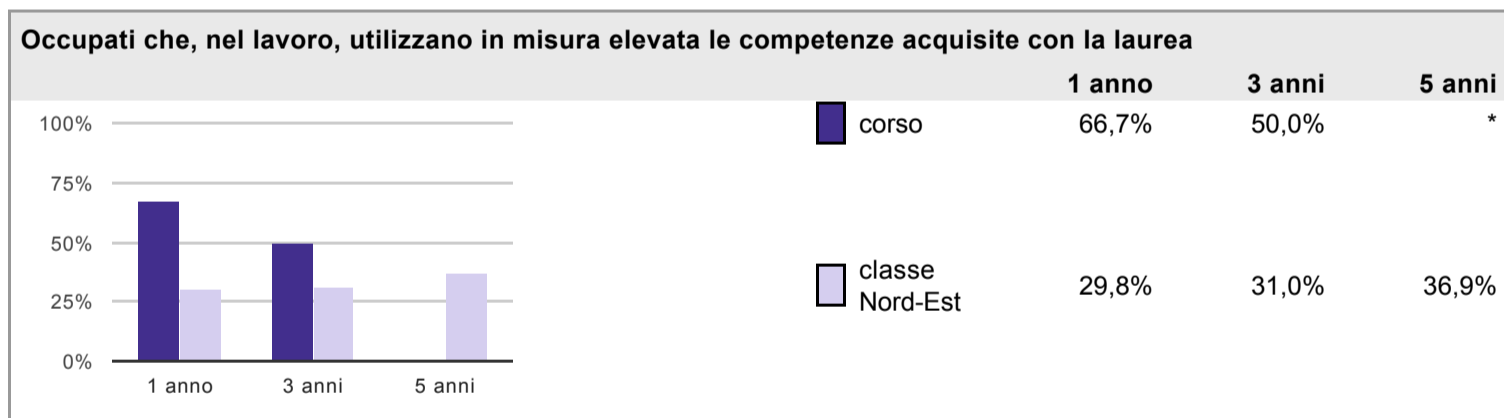 Occupati che, nel lavoro, utilizzano in misura elevata le competenze acquisite con la laurea
1 anno 3 anni 5 anni
corso 66,7% 50,0% *
classe
Nord-Est 29,8% 31,0% 36,9%
100%
75%
50%
25%
0%
1 anno 3 anni 5 anni